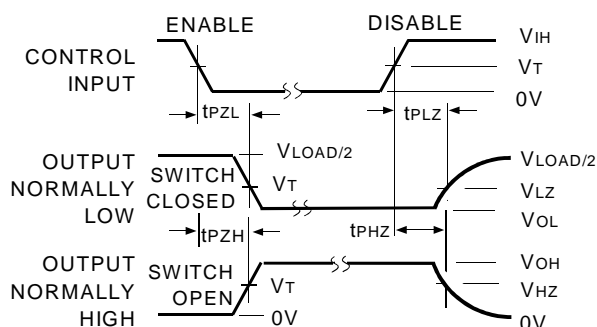 ENABLE DISABLE
CONTROL INPUT
VIH
VT
0V
tPZL tPLZ
OUTPUT NORMALLY LOW
SWITCH CLOSED
VLOAD/2
VT
VLOAD/2
VLZ
VOL
tPZH tPHZ
OUTPUT NORMALLY HIGH
SWITCH OPEN
VT
0V
VOH
VHZ
0V